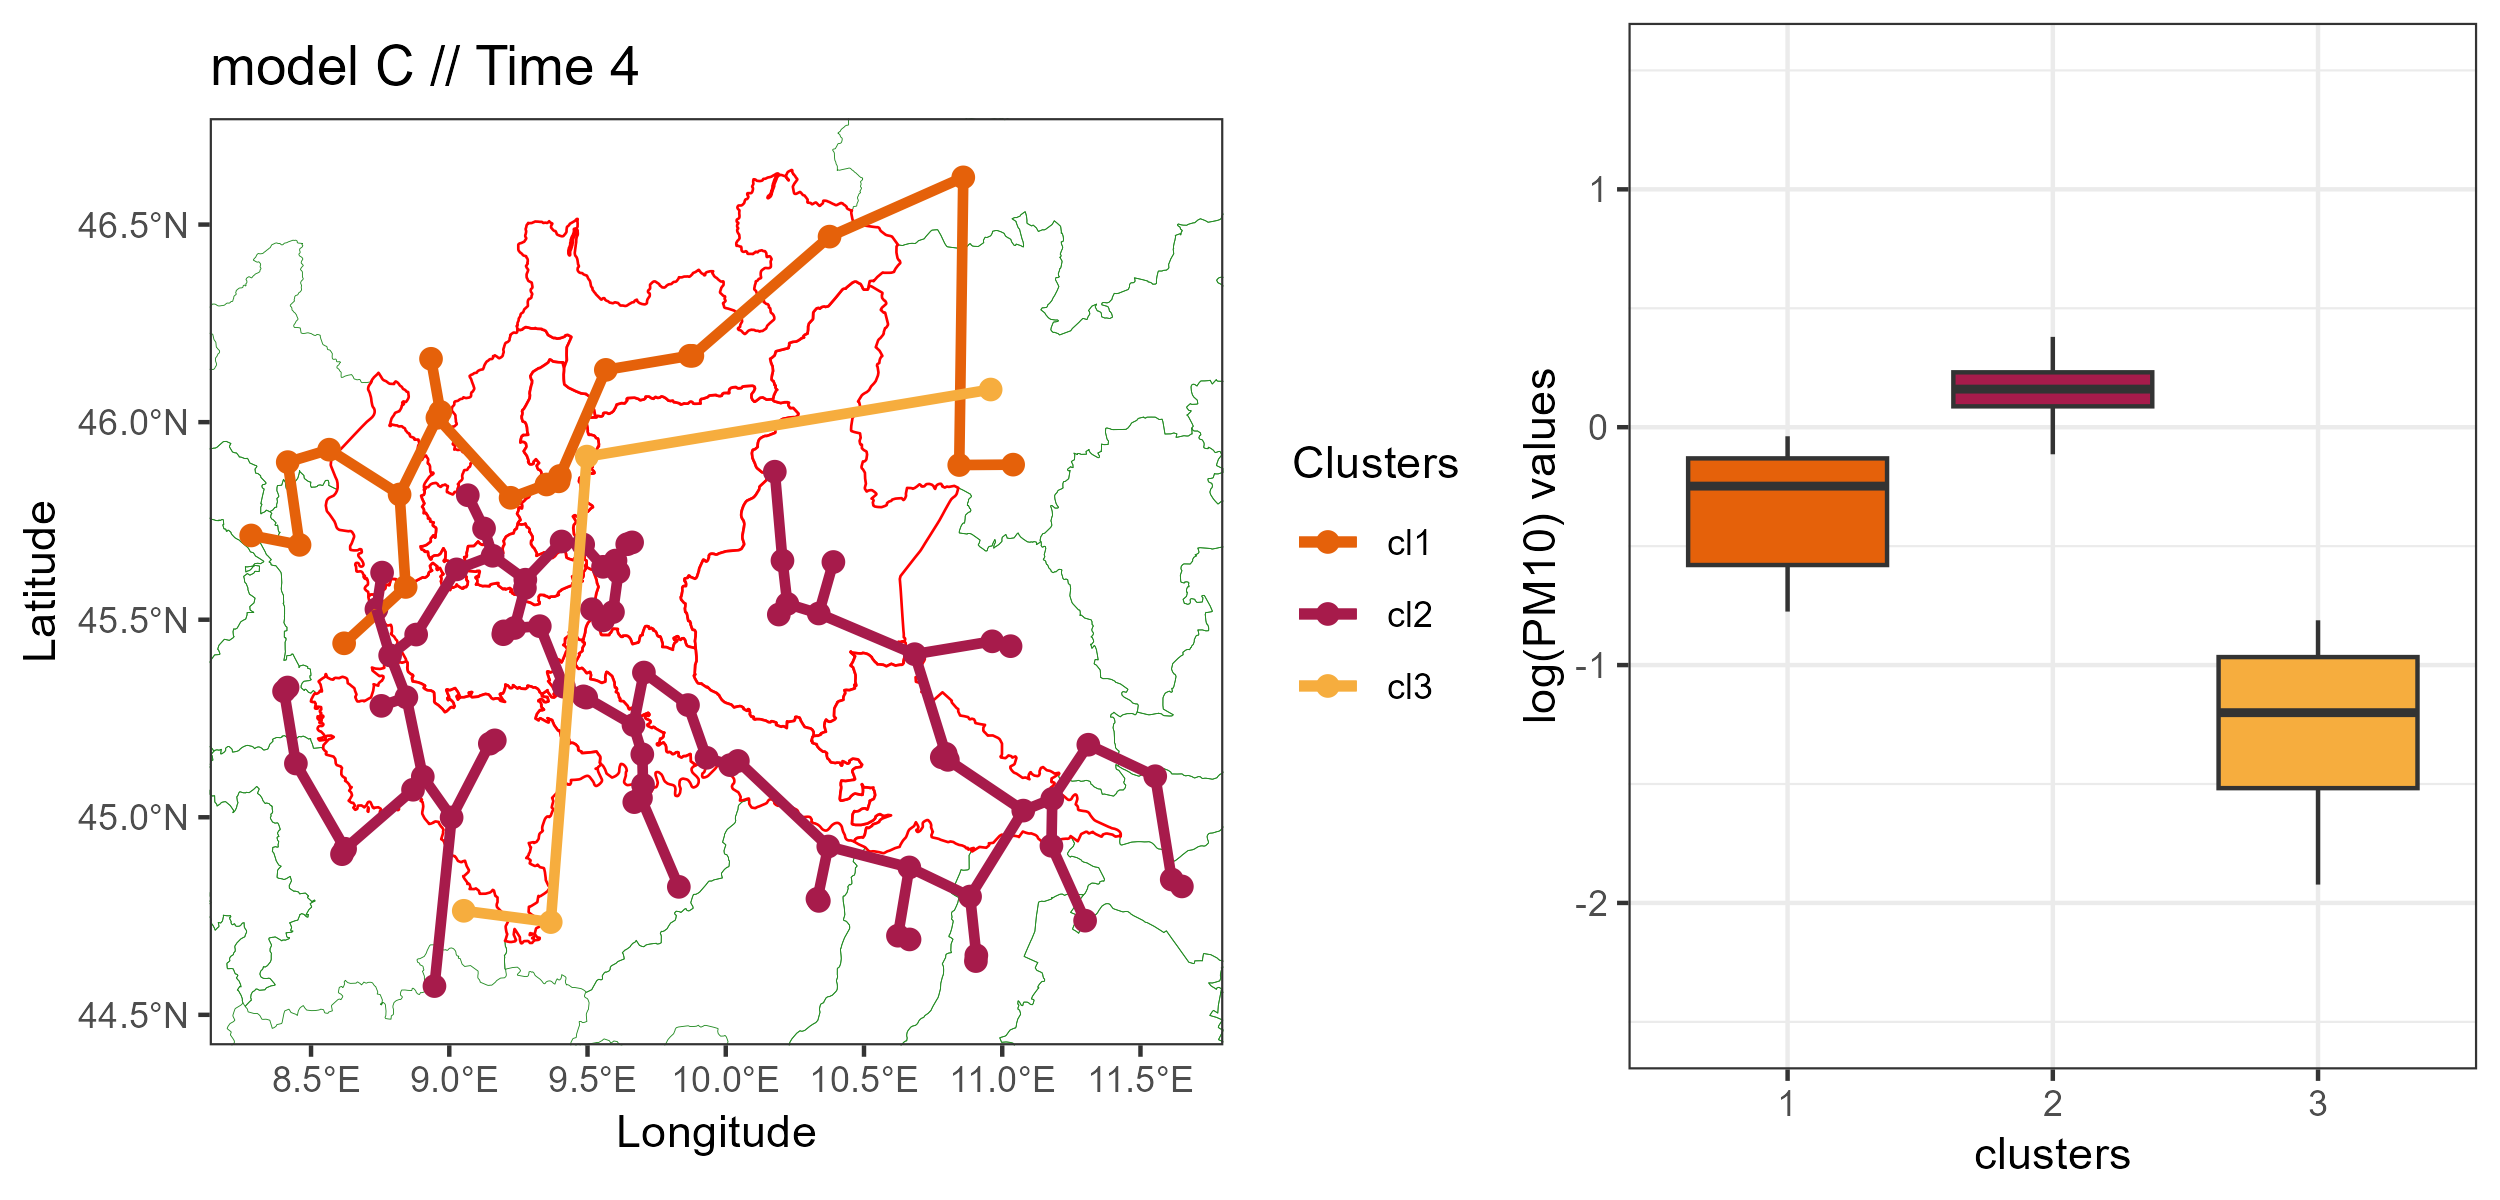 model C // Time 4
46.5°N
46.0°N
45.5°N
45.0°N
44.5°N
Latitude
8.5°E 9.0°E 9.5°E 10.0°E 10.5°E 11.0°E 11.5°E
Longitude
Clusters
cl1
cl2
cl3
log(PM10) values
1
0
-1
-2
1 2 3
clusters